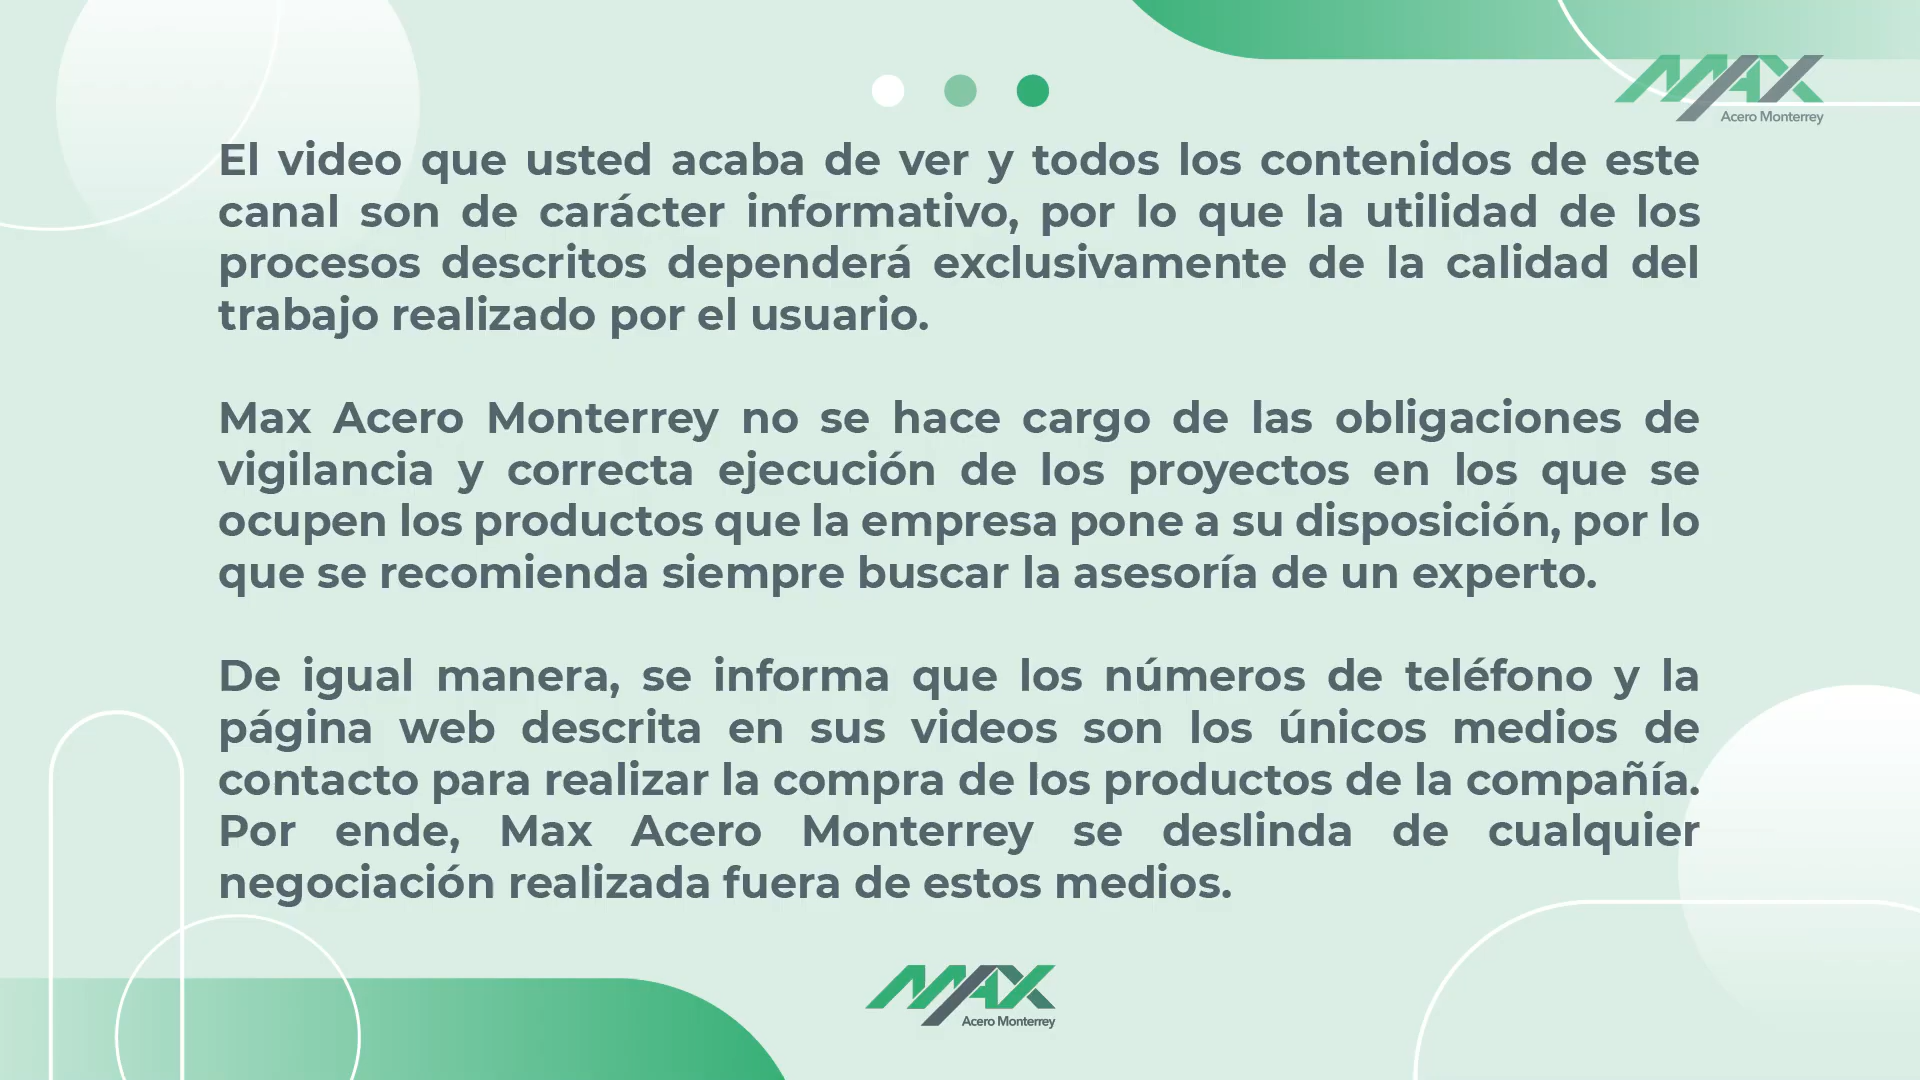 MAX
Acero Monterrey
El video que usted acaba de ver y todos los contenidos de este
canal son de carácter informativo, por lo que la utilidad de los
procesos descritos dependerá exclusivamente de la calidad del
trabajo realizado por el usuario.
Max Acero Monterrey no se hace cargo de las obligaciones de
vigilancia y correcta ejecución de los proyectos en los que se
ocupen los productos que la empresa pone a su disposición, por lo
que se recomienda siempre buscar la asesoría de un experto.
De igual manera, se informa que los números de teléfono y la
página web descrita en sus videos son los únicos medios de
contacto para realizar la compra de los productos de la compañía.
Por ende, Max Acero Monterrey se deslinda de cualquier
negociación realizada fuera de estos medios.
MAX
Acero Monterrey